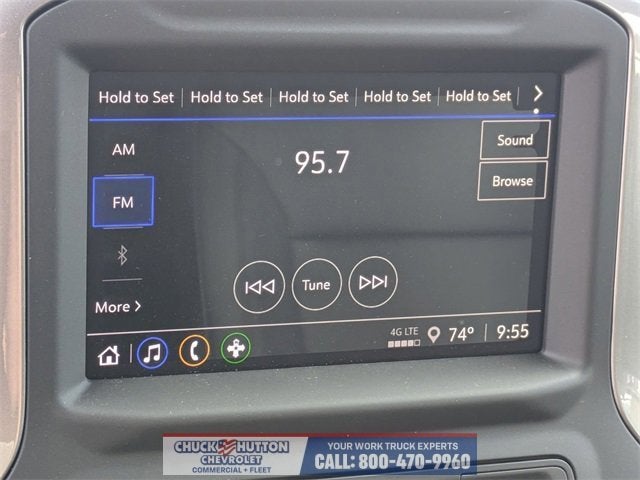 Hold to Set Hold to Set Hold to Set Hold to Set Hold to Set >
AM
95.7
Sound
FM
Browse
Tune
More >
4G LTE
74° 9:55
CHUCK HUTTON
CHEVROLET
COMMERCIAL + FLEET
YOUR WORK TRUCK EXPERTS
CALL: 800-470-9960